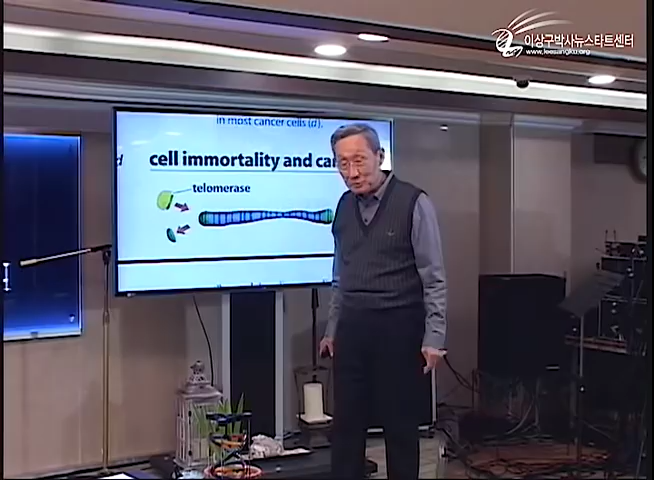 이상구박사뉴스타트센터
www.leesangku.org
in most cancer cells (d).
d
cell immortality and
telomerase